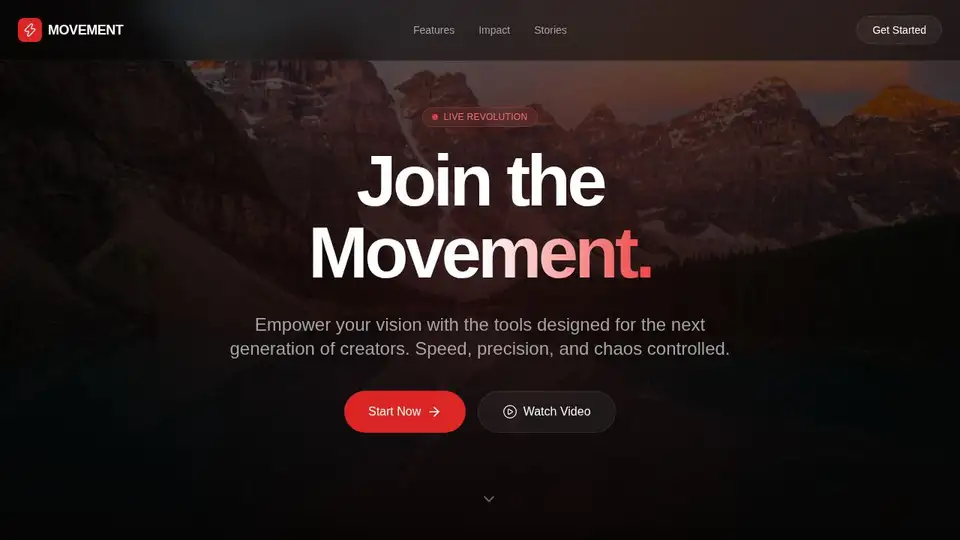 MOVEMENT
Features
Impact
Stories
Get Started
LIVE REVOLUTION
Join the
Movement.
Empower your vision with the tools designed for the next
generation of creators. Speed, precision, and chaos controlled.
Start Now
Watch Video